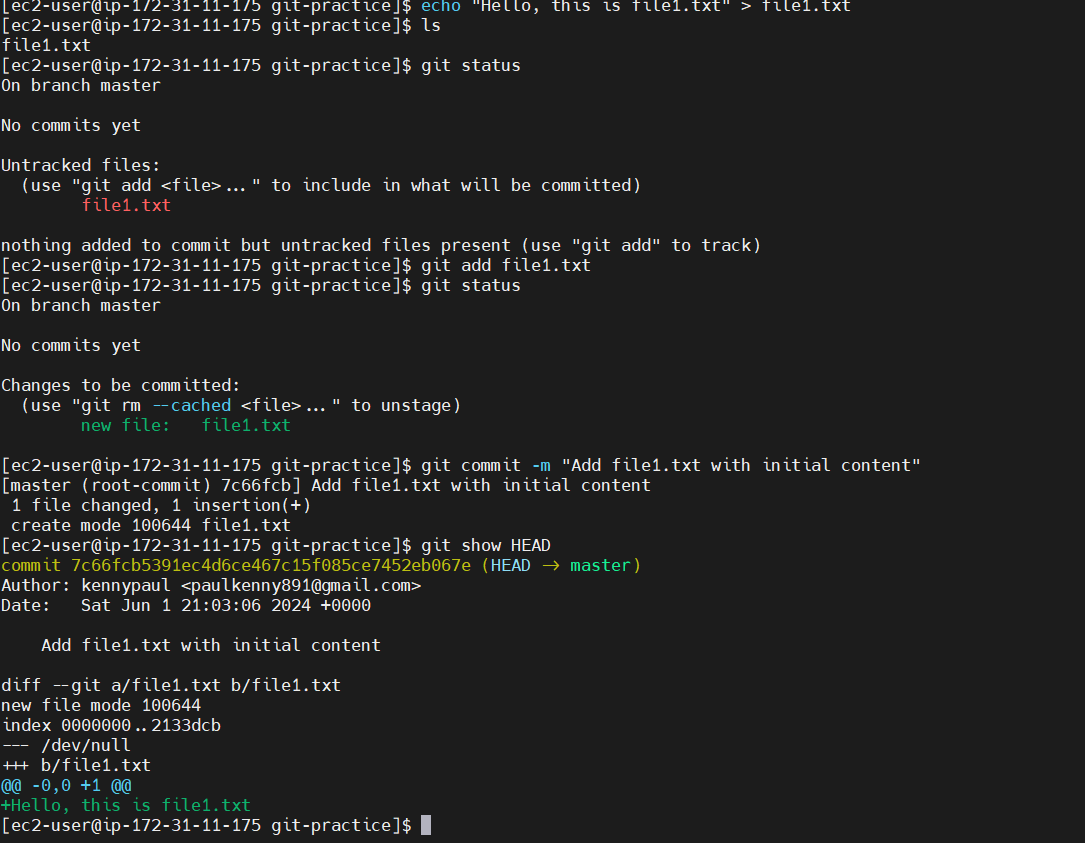 [ec2-user@ip-172-31-11-175 git-practice]$ echo "Hello, this is file1.txt" > file1.txt
[ec2-user@ip-172-31-11-175 git-practice]$ ls
file1.txt
[ec2-user@ip-172-31-11-175 git-practice]$ git status
On branch master

No commits yet

Untracked files:
  (use "git add <file>..." to include in what will be committed)
        file1.txt

nothing added to commit but untracked files present (use "git add" to track)
[ec2-user@ip-172-31-11-175 git-practice]$ git add file1.txt
[ec2-user@ip-172-31-11-175 git-practice]$ git status
On branch master

No commits yet

Changes to be committed:
  (use "git rm --cached <file>..." to unstage)
        new file:   file1.txt

[ec2-user@ip-172-31-11-175 git-practice]$ git commit -m "Add file1.txt with initial content"
[master (root-commit) 7c66fcb] Add file1.txt with initial content
 1 file changed, 1 insertion(+)
 create mode 100644 file1.txt
[ec2-user@ip-172-31-11-175 git-practice]$ git show HEAD
commit 7c66fcb5391ec4d6ce467c15f085ce7452eb067e (HEAD -> master)
Author: kennypaul <paulkenny891@gmail.com>
Date:   Sat Jun 1 21:03:06 2024 +0000

    Add file1.txt with initial content

diff --git a/file1.txt b/file1.txt
new file mode 100644
index 0000000..2133dcb
--- /dev/null
+++ b/file1.txt
@@ -0,0 +1 @@
+Hello, this is file1.txt
[ec2-user@ip-172-31-11-175 git-practice]$